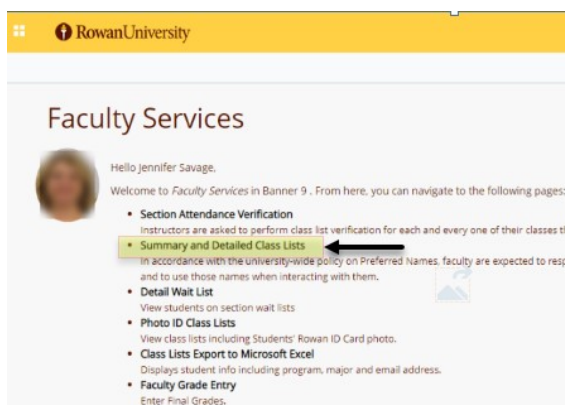 RowanUniversity
Faculty Services
Hello Jennifer Savage,
Welcome to Faculty Services in Banner 9 . From here, you can navigate to the following pages:
• Section Attendance Verification
Instructors are asked to perform class list verification for each and every one of their classes
• Summary and Detailed Class Lists
In accordance with the university-wide policy on Preferred Names, faculty are expected to
and to use those names when interacting with them.
• Detail Wait List
View students on section wait lists
• Photo ID Class Lists
View class lists including Students' Rowan ID Card photo.
• Class Lists Export to Microsoft Excel
Displays student info including program, major and email address.
• Faculty Grade Entry
Enter Final Grades.